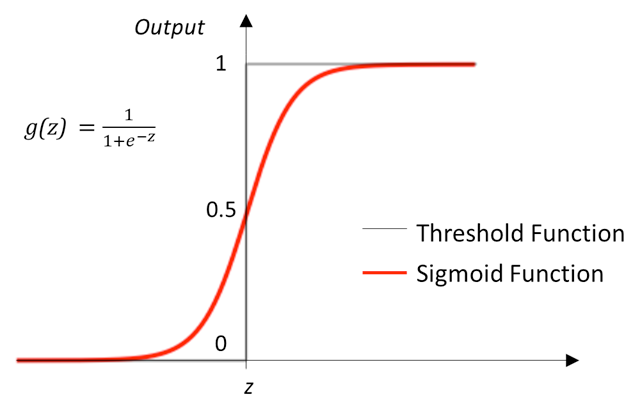 Output
1
g(z) = 1/(1+e^{-z})
0.5
Threshold Function
Sigmoid Function
0
z